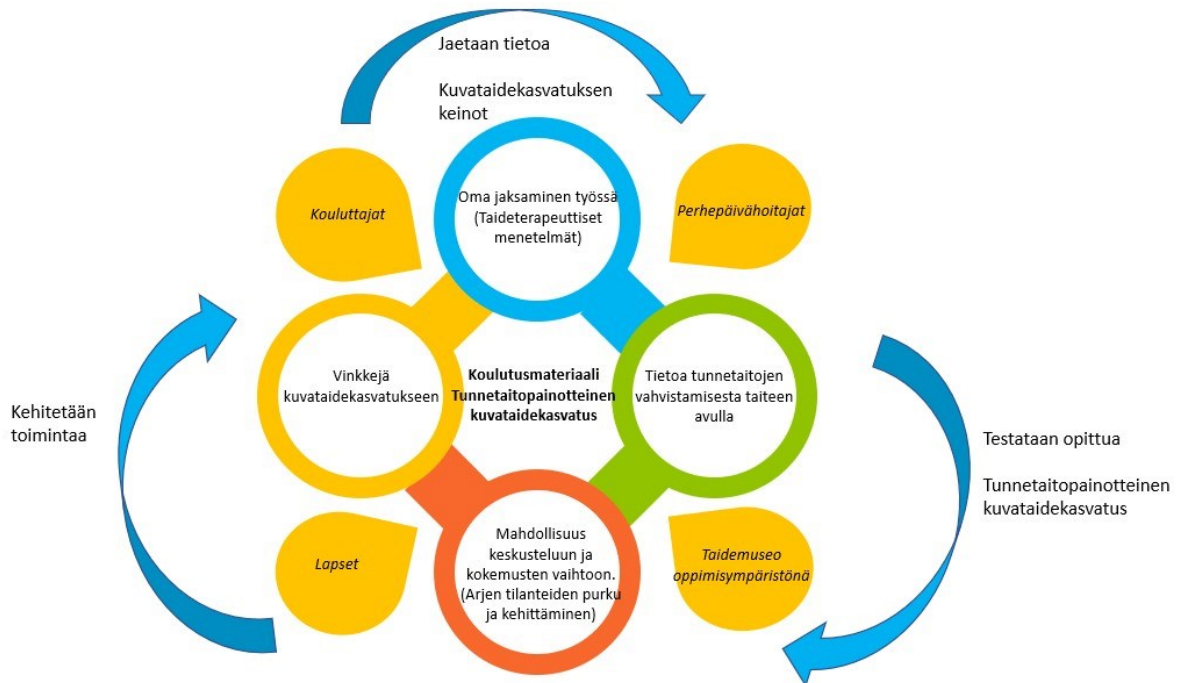 Jaetaan tietoa
Kuvataidekasvatuksen
keinot
Kouluttajat
Oma jaksaminen työssä
(Taideterapeuttiset
menetelmät)
Perhepäivähoitajat
Kehitetään
toimintaa
Vinkkejä
kuvataidekasvatukseen
Koulutusmateriaali
Tunnetaitopainotteinen
kuvataidekasvatus
Tietoa tunnetaitojen
vahvistamisesta taiteen
avulla
Testataan opittua
Tunnetaitopainotteinen
kuvataidekasvatus
Lapset
Mahdollisuus
keskusteluun ja
kokemusten vaihtoon.
(Arjen tilanteiden purku
ja kehittäminen)
Taidemuseo
oppimisympäristönä